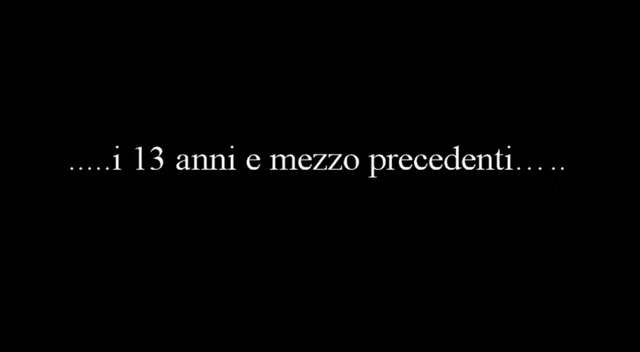 .....i 13 anni e mezzo precedenti… ..